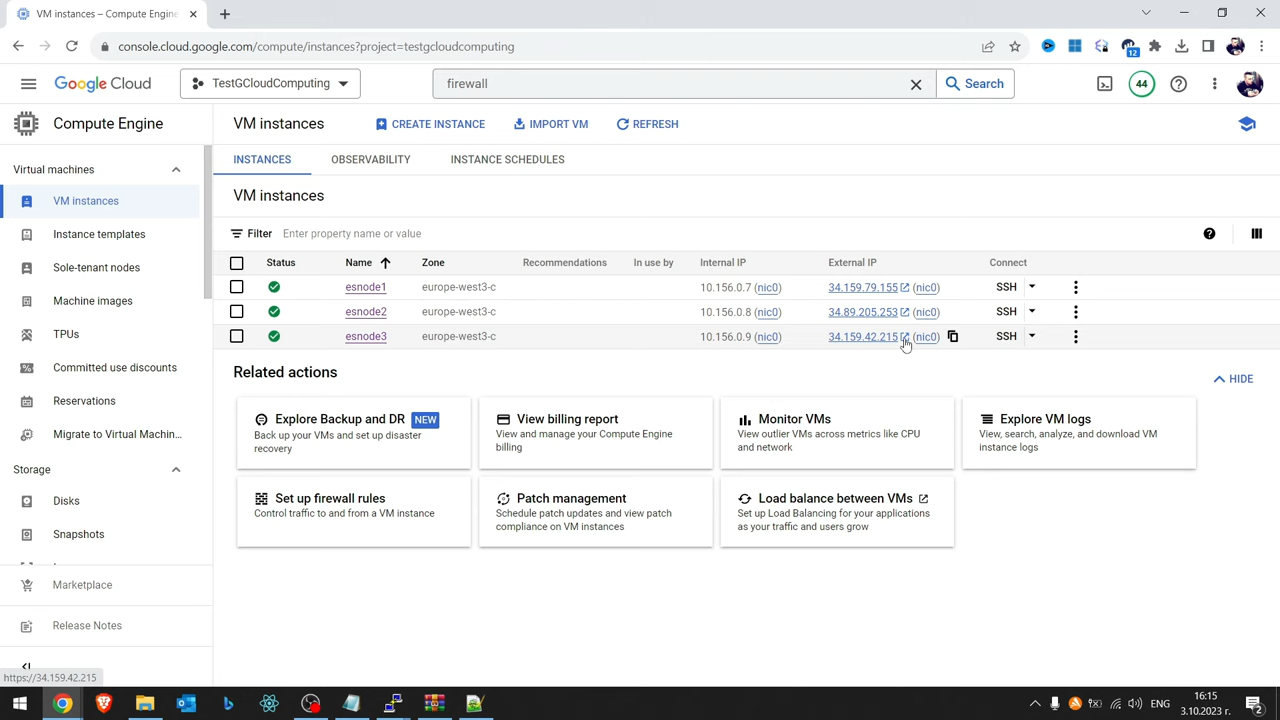 VM instances – Compute Engine
console.cloud.google.com/compute/instances?project=testgcloudcomputing
12
Google Cloud
TestGCloudComputing
firewall
Search
44
Compute Engine
VM instances
CREATE INSTANCE
IMPORT VM
REFRESH
Virtual machines
VM instances
Instance templates
Sole-tenant nodes
Machine images
TPUs
Committed use discounts
Reservations
Migrate to Virtual Machin...
Storage
Disks
Snapshots
Marketplace
Release Notes
INSTANCES
OBSERVABILITY
INSTANCE SCHEDULES
VM instances
Filter Enter property name or value
Status Name Zone Recommendations In use by Internal IP External IP Connect
esnode1 europe-west3-c 10.156.0.7 (nic0) 34.159.79.155 (nic0) SSH
esnode2 europe-west3-c 10.156.0.8 (nic0) 34.89.205.253 (nic0) SSH
esnode3 europe-west3-c 10.156.0.9 (nic0) 34.159.42.215 (nic0) SSH
Related actions
HIDE
Explore Backup and DR NEW
Back up your VMs and set up disaster
recovery
View billing report
View and manage your Compute Engine
billing
Monitor VMs
View outlier VMs across metrics like CPU
and network
Explore VM logs
View, search, analyze, and download VM
instance logs
Set up firewall rules
Control traffic to and from a VM instance
Patch management
Schedule patch updates and view patch
compliance on VM instances
Load balance between VMs
Set up Load Balancing for your applications
as your traffic and users grow
https://34.159.42.215
ENG
16:15
3.10.2023 г.
2